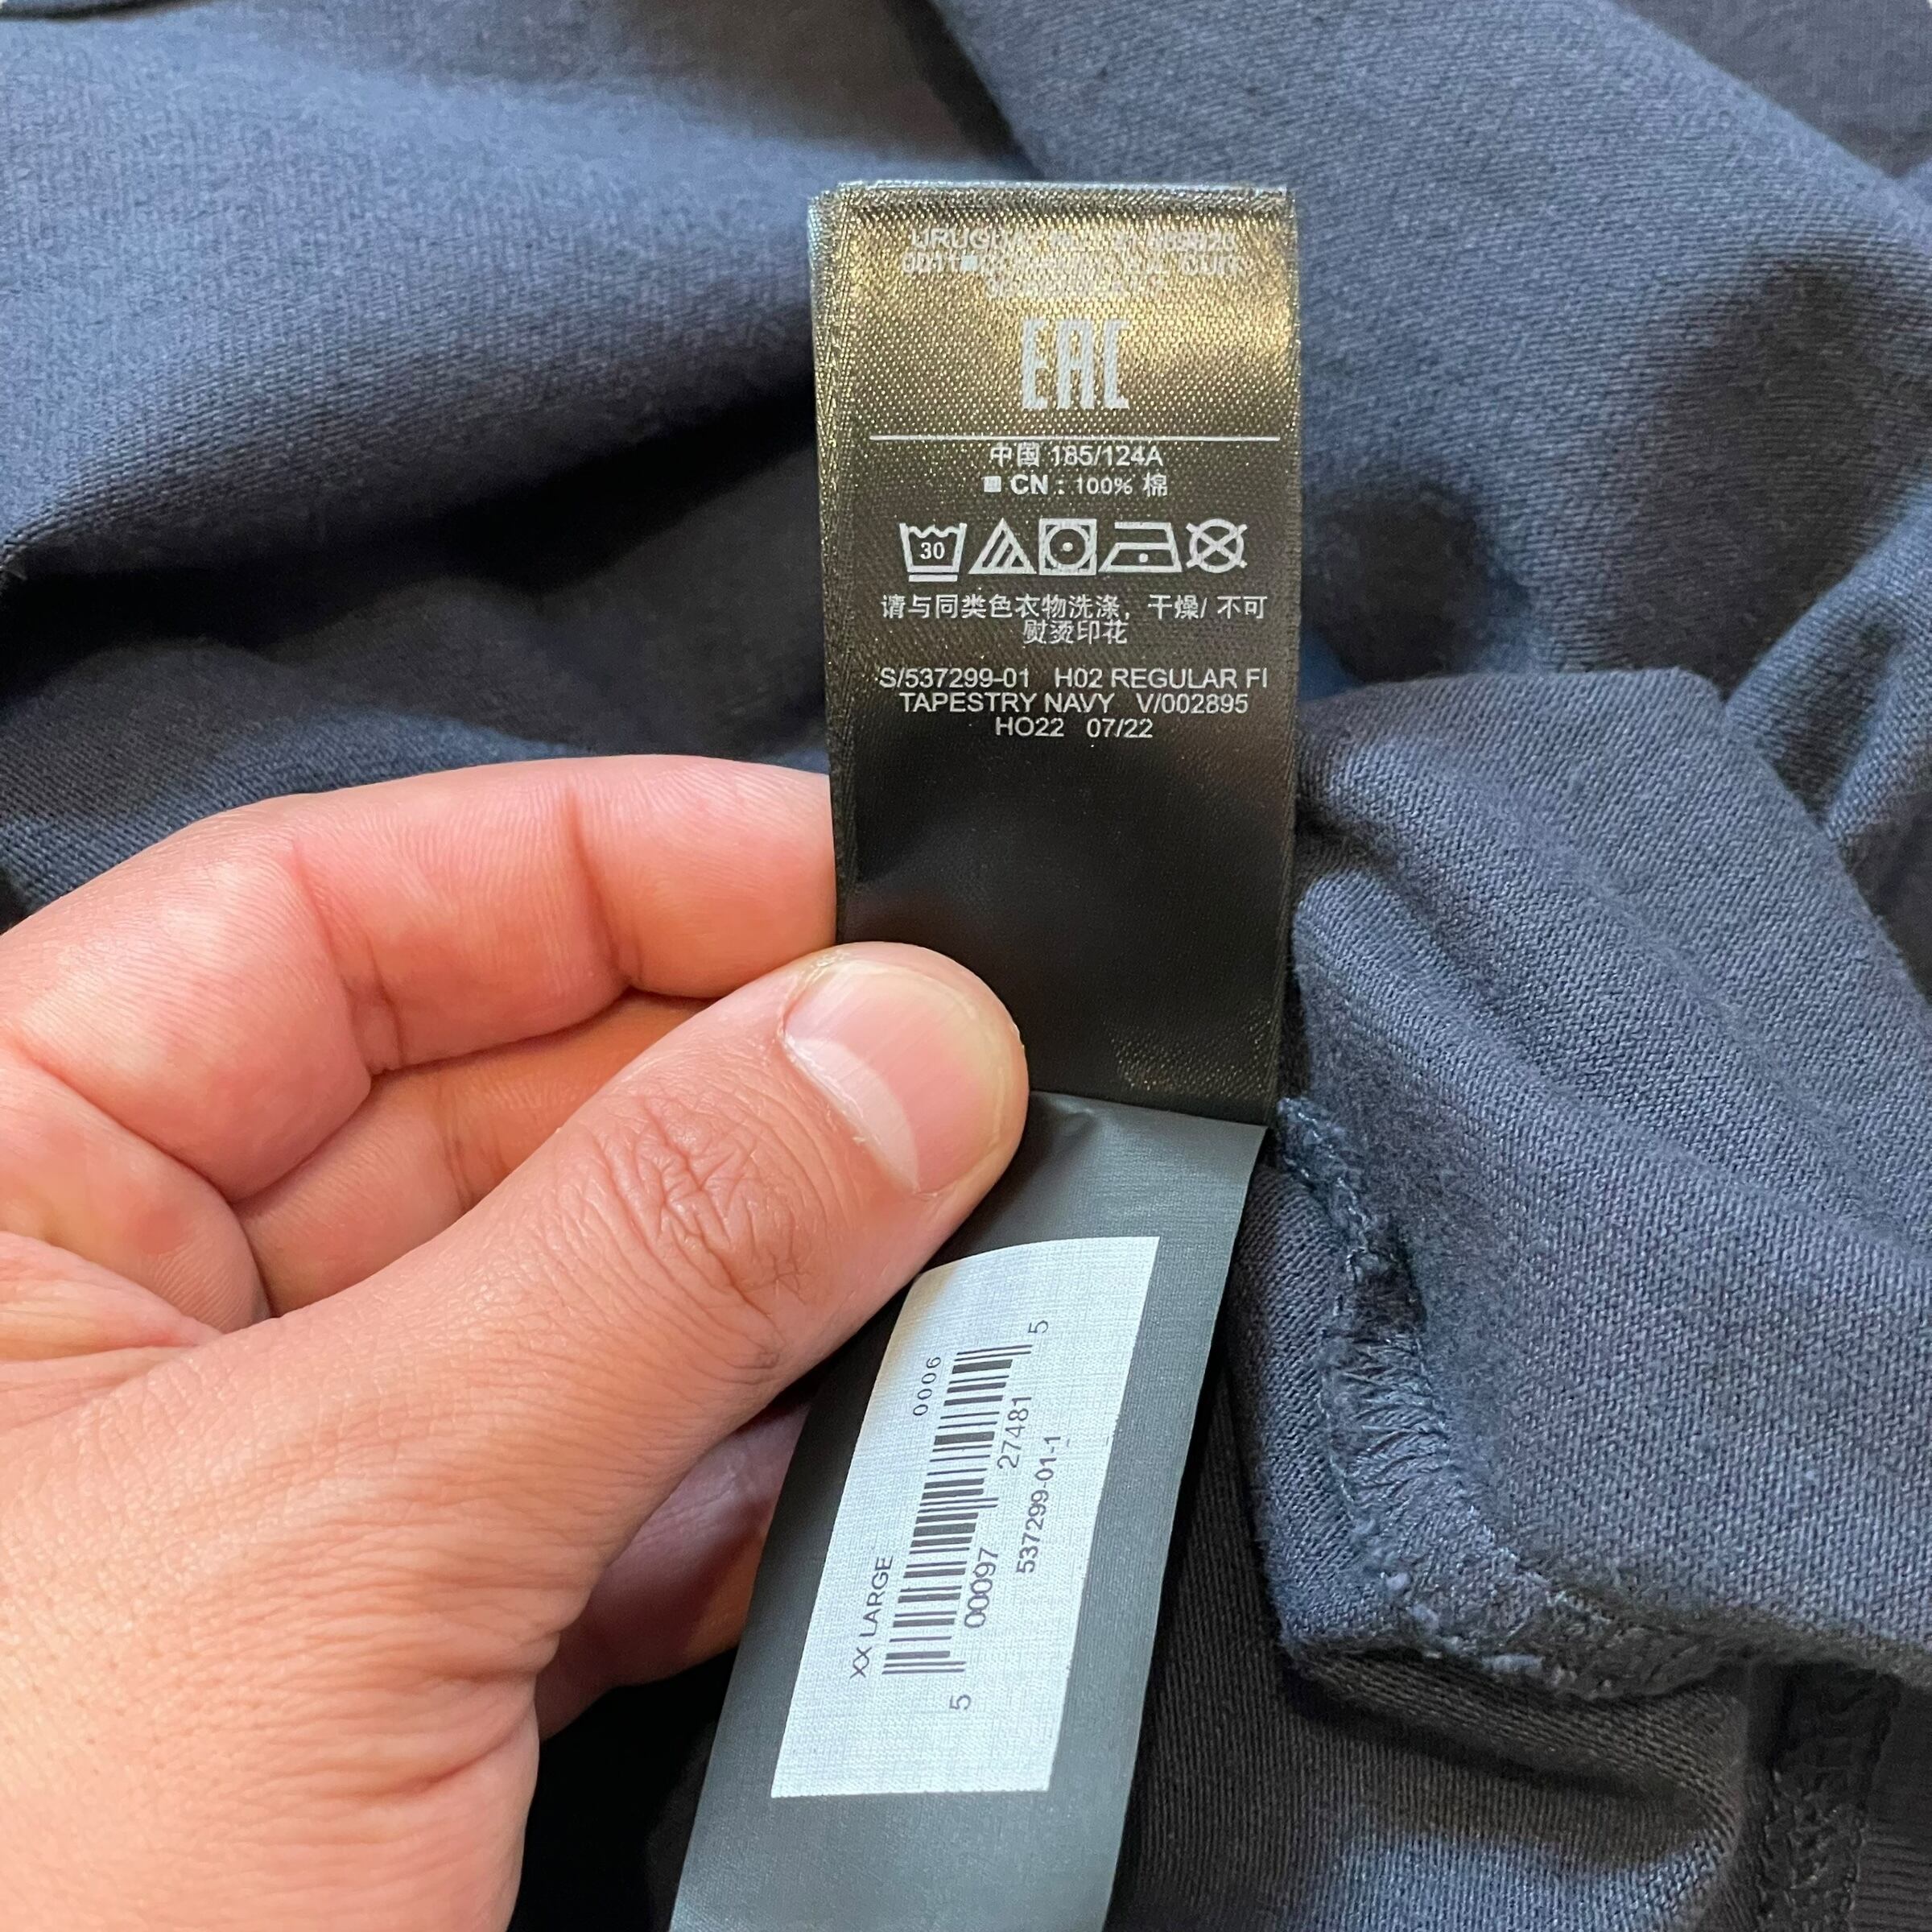 EAC
中国 185/124A
CN : 100% 棉
30
请与同类色衣物洗涤, 干燥/ 不可
熨烫印花
S/537299-01 H02 REGULAR FI
TAPESTRY NAVY V/002895
HO22 07/22
XX LARGE 0006
5 00097 27481 5
537299-01-1